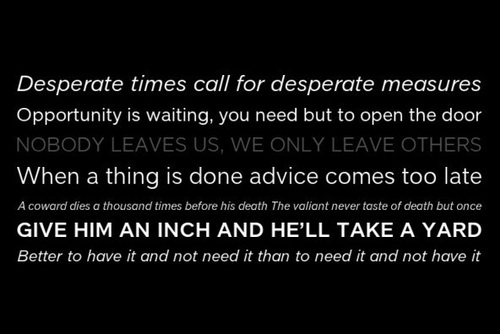 Desperate times call for desperate measures
Opportunity is waiting, you need but to open the door
NOBODY LEAVES US, WE ONLY LEAVE OTHERS
When a thing is done advice comes too late
A coward dies a thousand times before his death The valiant never taste of death but once
GIVE HIM AN INCH AND HE’LL TAKE A YARD
Better to have it and not need it than to need it and not have it